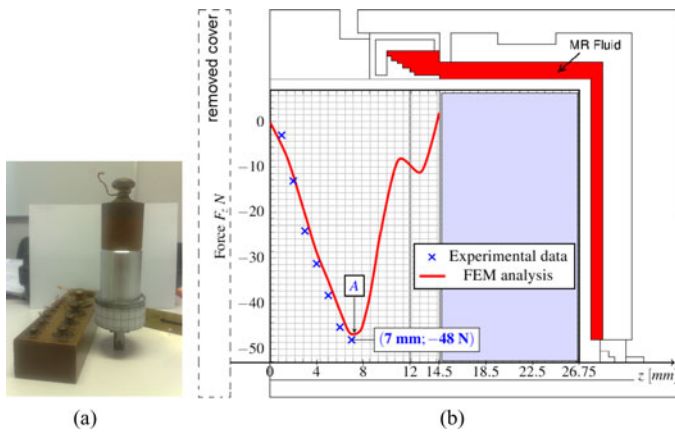 removed cover
MR Fluid
Force F, N
0
−10
−20
−30
−40
−50
× Experimental data
FEM analysis
A
(7 mm; −48 N)
0 4 8 12 14.5 18.5 22.5 26.75 z [mm]
(a) (b)